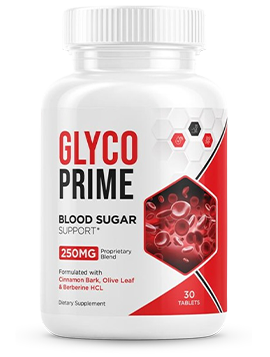 GLYCO
PRIME
BLOOD SUGAR
SUPPORT*
250MG Proprietary
Blend
Formulated with
Cinnamon Bark, Olive Leaf
& Berberine HCL
Dietary Supplement
30
TABLETS